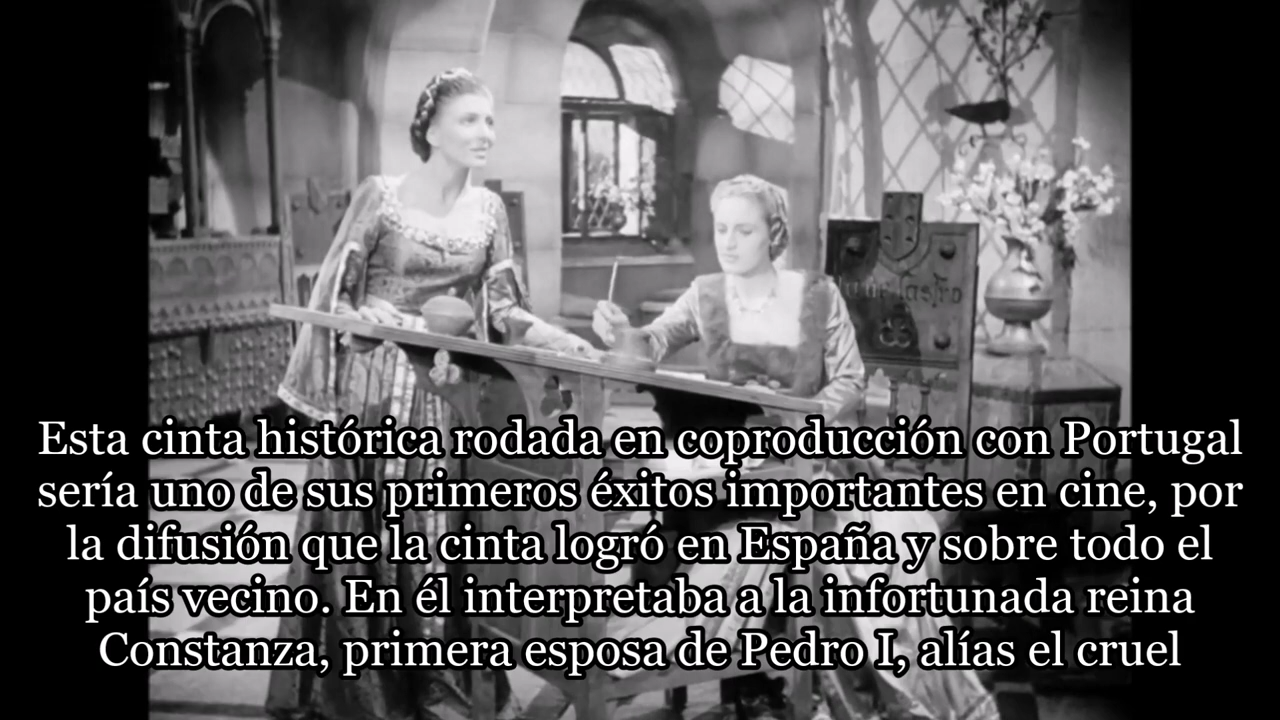 Castro
Esta cinta histórica rodada en coproducción con Portugal
sería uno de sus primeros éxitos importantes en cine, por
la difusión que la cinta logró en España y sobre todo el
país vecino. En él interpretaba a la infortunada reina
Constanza, primera esposa de Pedro I, alías el cruel